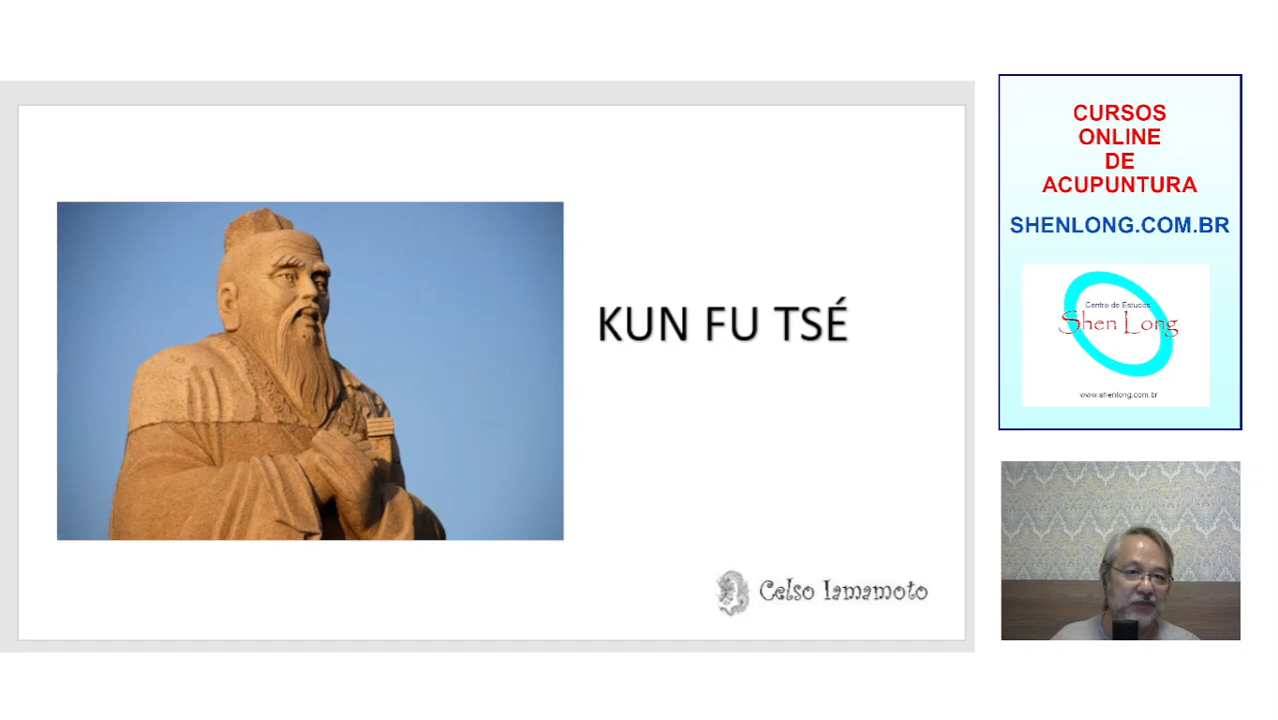 KUN FU TSÉ
Celso Iamamoto
CURSOS
ONLINE
DE
ACUPUNTURA
SHENLONG.COM.BR
Centro de Estudos
Shen Long
www.shenlong.com.br